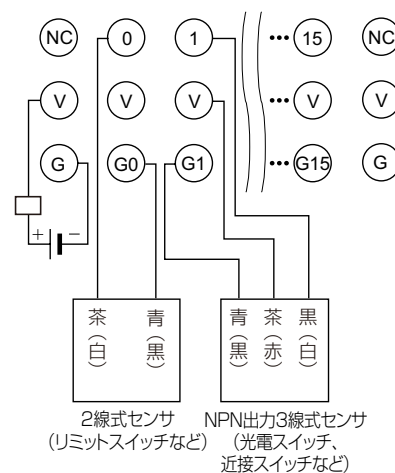 NC 0 1 ••• 15 NC
V V V ••• V V
G G0 G1 ••• G15 G
+ −
茶(白) 青(黒) 青(黒) 茶(赤) 黒(白)
2線式センサ
(リミットスイッチなど)
NPN出力3線式センサ
(光電スイッチ、
近接スイッチなど)